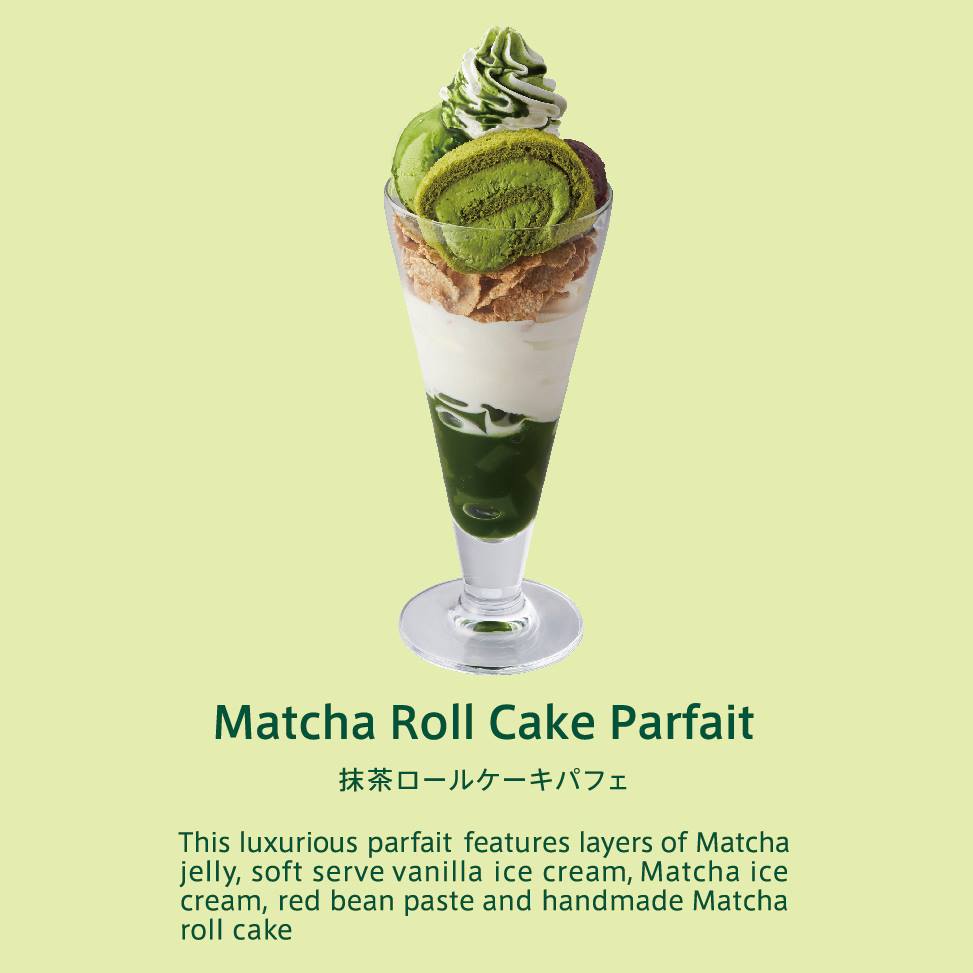 Matcha Roll Cake Parfait
抹茶ロールケーキパフェ
This luxurious parfait features layers of Matcha
jelly, soft serve vanilla ice cream, Matcha ice
cream, red bean paste and handmade Matcha
roll cake